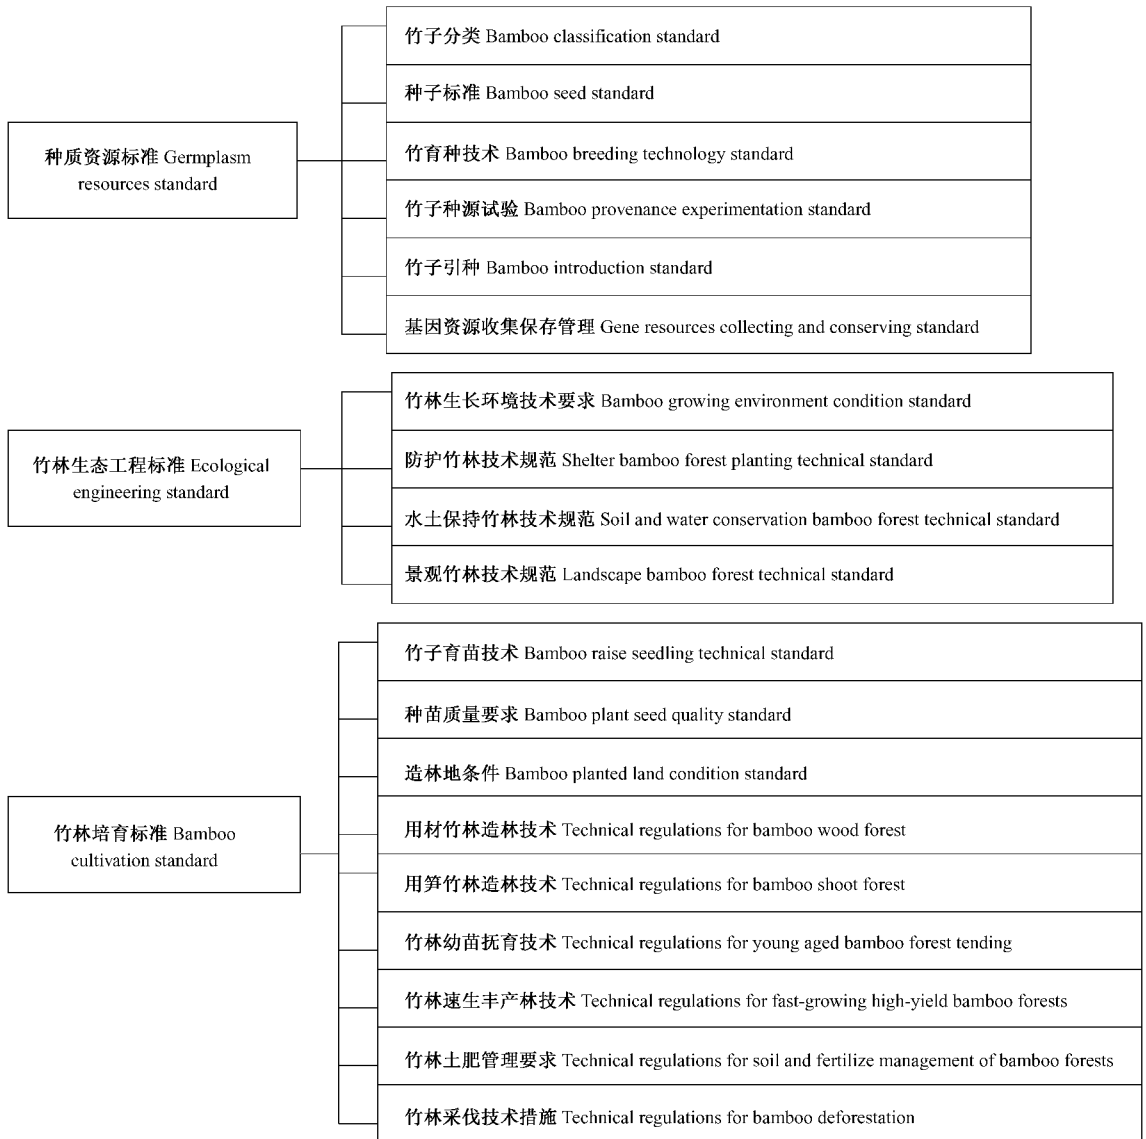 种质资源标准 Germplasm
resources standard
竹子分类 Bamboo classification standard
种子标准 Bamboo seed standard
竹育种技术 Bamboo breeding technology standard
竹子种源试验 Bamboo provenance experimentation standard
竹子引种 Bamboo introduction standard
基因资源收集保存管理 Gene resources collecting and conserving standard
竹林生态工程标准 Ecological
engineering standard
竹林生长环境技术要求 Bamboo growing environment condition standard
防护竹林技术规范 Shelter bamboo forest planting technical standard
水土保持竹林技术规范 Soil and water conservation bamboo forest technical standard
景观竹林技术规范 Landscape bamboo forest technical standard
竹林培育标准 Bamboo
cultivation standard
竹子育苗技术 Bamboo raise seedling technical standard
种苗质量要求 Bamboo plant seed quality standard
造林地条件 Bamboo planted land condition standard
用材竹林造林技术 Technical regulations for bamboo wood forest
用笋竹林造林技术 Technical regulations for bamboo shoot forest
竹林幼苗抚育技术 Technical regulations for young aged bamboo forest tending
竹林速生丰产林技术 Technical regulations for fast-growing high-yield bamboo forests
竹林土肥管理要求 Technical regulations for soil and fertilize management of bamboo forests
竹林采伐技术措施 Technical regulations for bamboo deforestation